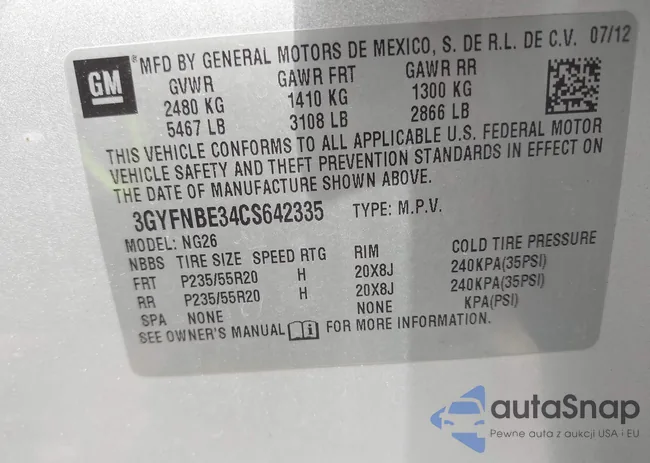 GM
MFD BY GENERAL MOTORS DE MEXICO, S. DE R.L. DE C.V. 07/12
GVWR GAWR FRT GAWR RR
2480 KG 1410 KG 1300 KG
5467 LB 3108 LB 2866 LB
THIS VEHICLE CONFORMS TO ALL APPLICABLE U.S. FEDERAL MOTOR
VEHICLE SAFETY AND THEFT PREVENTION STANDARDS IN EFFECT ON
THE DATE OF MANUFACTURE SHOWN ABOVE.
3GYFNBE34CS642335 TYPE: M.P.V.
MODEL: NG26
NBBS TIRE SIZE SPEED RTG RIM COLD TIRE PRESSURE
FRT P235/55R20 H 20X8J 240KPA(35PSI)
RR P235/55R20 H 20X8J 240KPA(35PSI)
SPA NONE NONE KPA(PSI)
SEE OWNER'S MANUAL FOR MORE INFORMATION.
autaSnap
Pewne auta z aukcji USA i EU